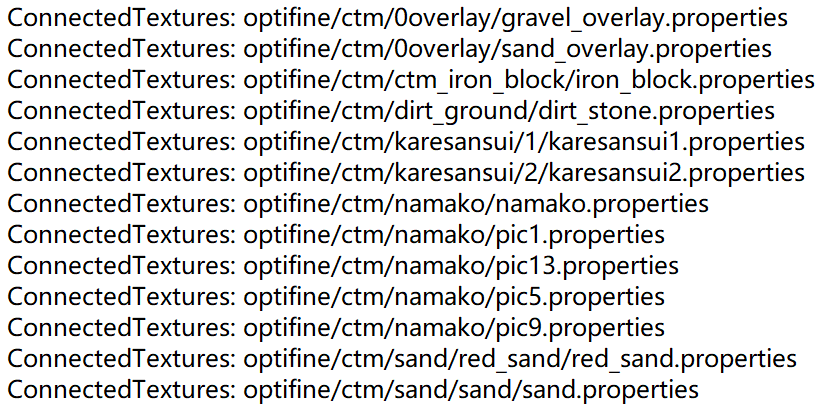 ConnectedTextures: optifine/ctm/0overlay/gravel_overlay.properties
ConnectedTextures: optifine/ctm/0overlay/sand_overlay.properties
ConnectedTextures: optifine/ctm/ctm_iron_block/iron_block.properties
ConnectedTextures: optifine/ctm/dirt_ground/dirt_stone.properties
ConnectedTextures: optifine/ctm/karesansui/1/karesansui1.properties
ConnectedTextures: optifine/ctm/karesansui/2/karesansui2.properties
ConnectedTextures: optifine/ctm/namako/namako.properties
ConnectedTextures: optifine/ctm/namako/pic1.properties
ConnectedTextures: optifine/ctm/namako/pic13.properties
ConnectedTextures: optifine/ctm/namako/pic5.properties
ConnectedTextures: optifine/ctm/namako/pic9.properties
ConnectedTextures: optifine/ctm/sand/red_sand/red_sand.properties
ConnectedTextures: optifine/ctm/sand/sand/sand.properties